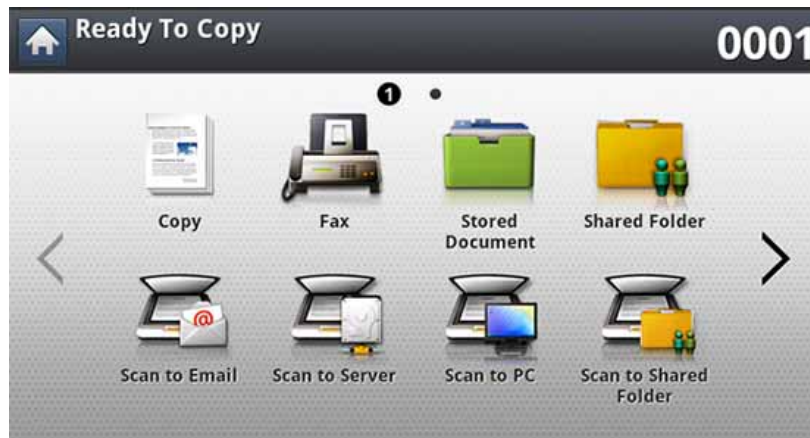 Ready To Copy
0001
1
Copy
Fax
Stored
Document
Shared Folder
@
Scan to Email
Scan to Server
Scan to PC
Scan to Shared
Folder